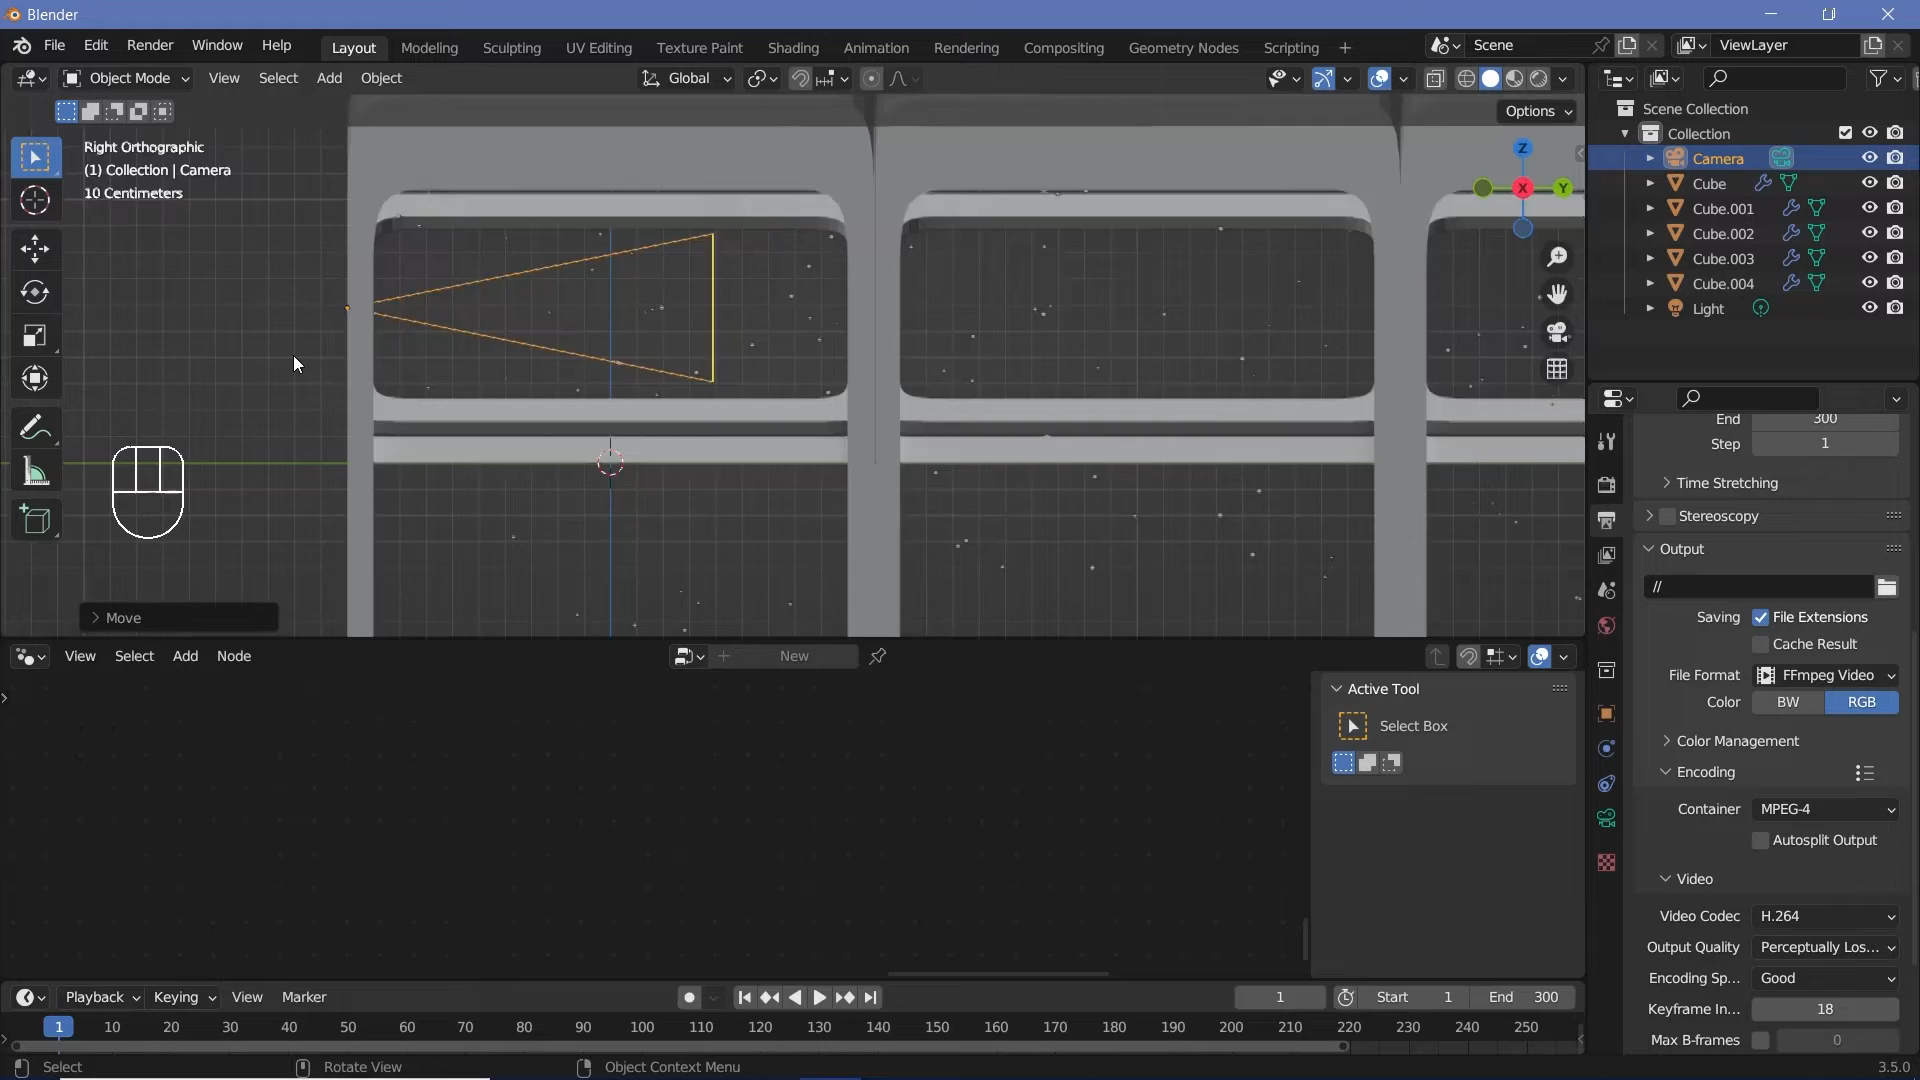 Blender
File Edit Render Window Help Layout Modeling Sculpting UV Editing Texture Paint Shading Animation Rendering Compositing Geometry Nodes Scripting + Scene ViewLayer
Object Mode View Select Add Object Global
Options
Right Orthographic
(1) Collection | Camera
10 Centimeters
Z
X
Y
Move
Scene Collection
Collection
Camera
Cube
Cube.001
Cube.002
Cube.003
Cube.004
Light
End 300
Step 1
Time Stretching
Stereoscopy
Output
//
Saving File Extensions
Cache Result
File Format FFmpeg Video
Color BW RGB
Color Management
Encoding
Container MPEG-4
Autosplit Output
Video
Video Codec H.264
Output Quality Perceptually Los...
Encoding Sp... Good
Keyframe In... 18
Max B-frames 0
View Select Add Node New
Active Tool
Select Box
Playback Keying View Marker 1 Start 1 End 300
1 10 20 30 40 50 60 70 80 90 100 110 120 130 140 150 160 170 180 190 200 210 220 230 240 250
Select Rotate View Object Context Menu 3.5.0